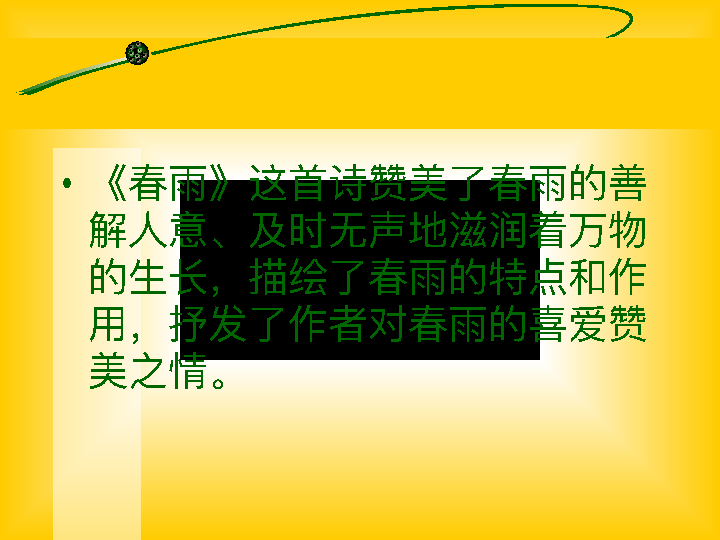 • 《春雨》这首诗赞美了春雨的善
解人意、及时无声地滋润着万物
的生长，描绘了春雨的特点和作
用，抒发了作者对春雨的喜爱赞
美之情。